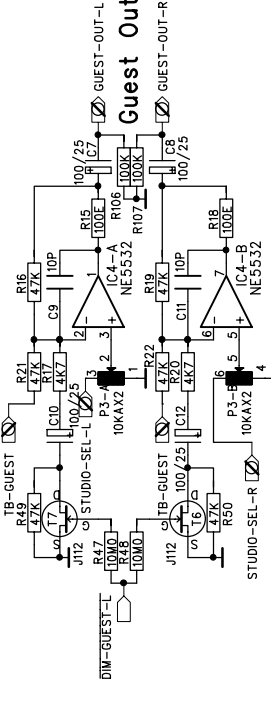 GUEST-OUT-L
GUEST-OUT-R
Guest Out
C7
100/25
R106
100K
100K
R107
C8
100/25
R15
100E
IC4-A
NE5532
R16
47K
10P
C9
1
2
3
R18
100E
IC4-B
NE5532
R19
47K
10P
C11
7
6
5
R21
47K
R17
4K7
C10
100/25
TB-GUEST
STUDIO-SEL-L
3
2
1
P3-A
10KAX2
R22
47K
R20
4K7
C12
100/25
TB-GUEST
STUDIO-SEL-R
6
5
4
P3-B
10KAX2
R49
47K
T7
D
G
S
J112
R47
10M0
R48
10M0
T6
D
G
S
J112
47K
R50
DIM-GUEST-L